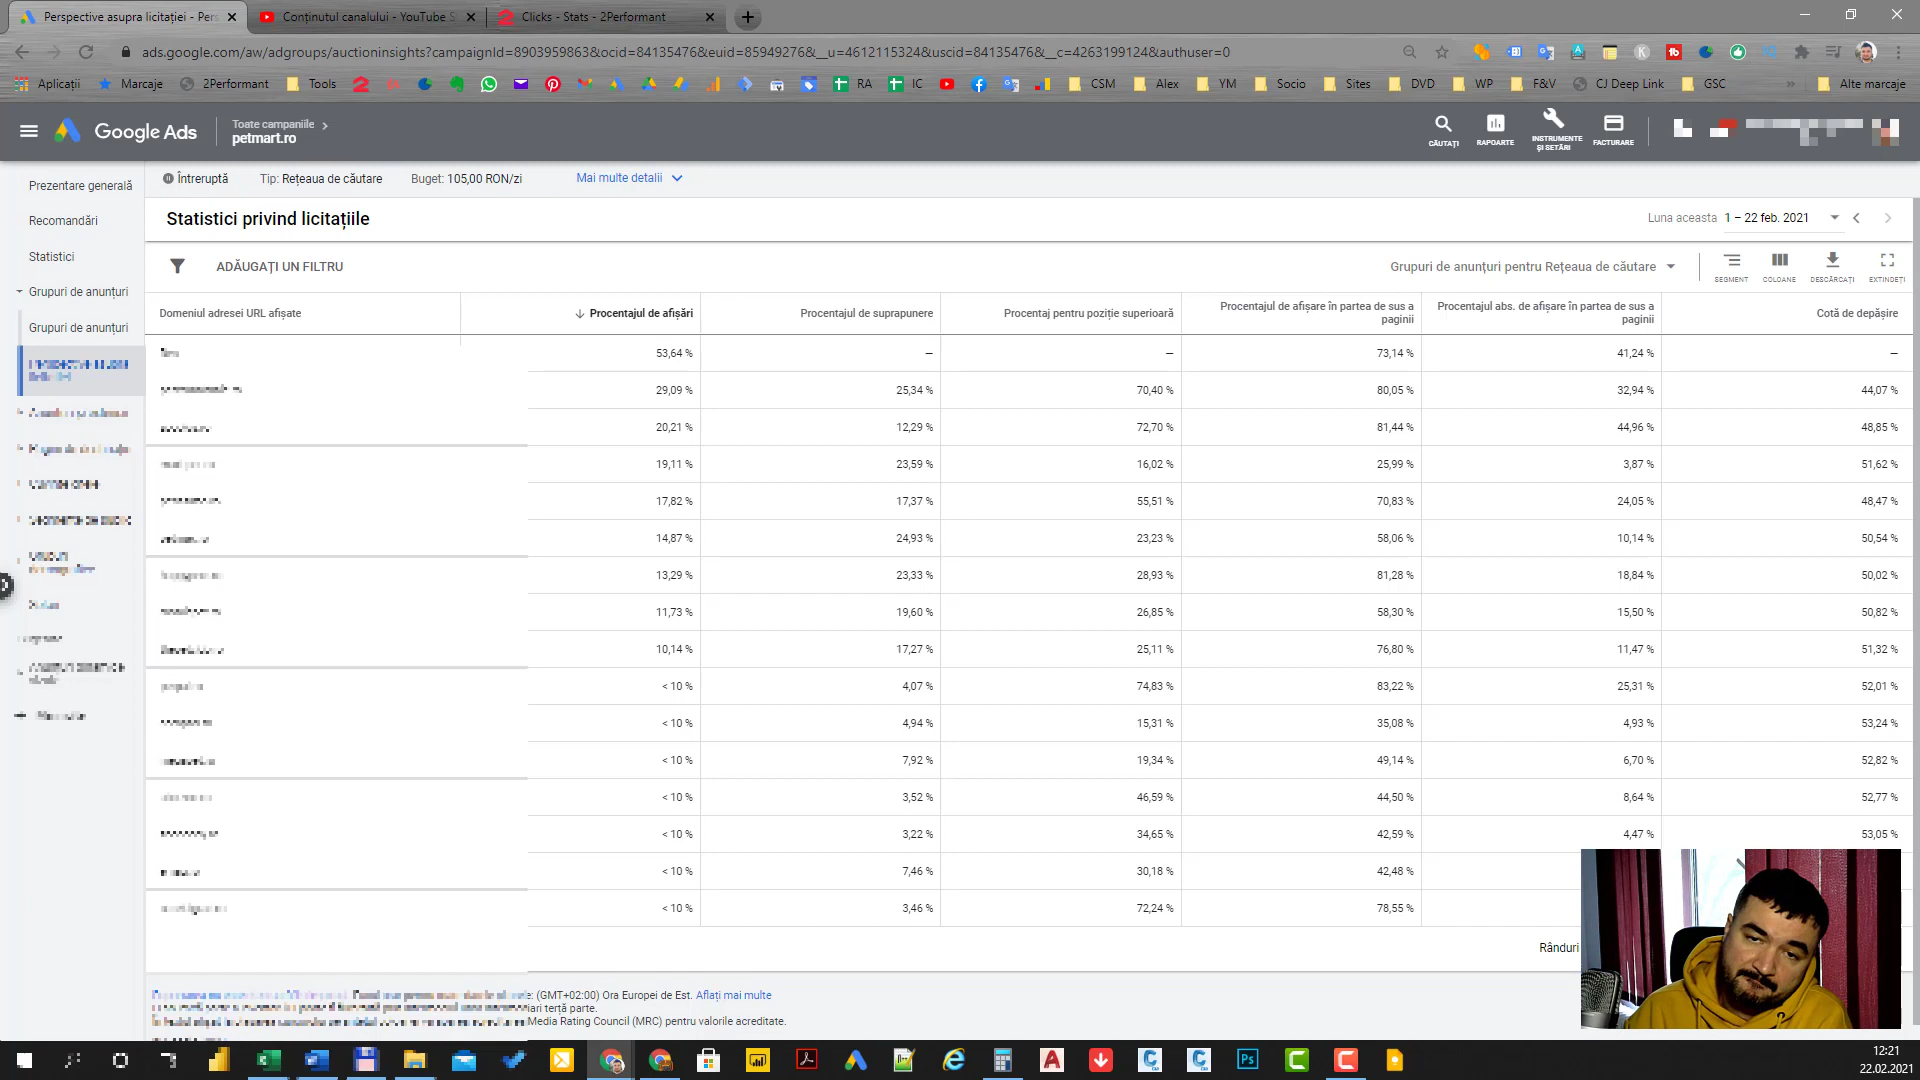 Perspective asupra licitației - Pers
Conținutul canalului - YouTube S
Clicks - Stats - 2Performant
ads.google.com/aw/adgroups/auctioninsights?campaignId=8903959863&ocid=84135476&euid=85949276&__u=4612115324&uscid=84135476&__c=4263199124&authuser=0
Aplicații
Marcaje
2Performant
Tools
RA
IC
CSM
Alex
YM
Socio
Sites
DVD
WP
F&V
CJ Deep Link
GSC
Alte marcaje
Google Ads
Toate campaniile
petmart.ro
CĂUTAȚI
RAPOARTE
INSTRUMENTE ȘI SETĂRI
FACTURARE
Prezentare generală
Recomandări
Statistici
Grupuri de anunțuri
Grupuri de anunțuri
Întreruptă
Tip: Rețeaua de căutare
Buget: 105,00 RON/zi
Mai multe detalii
Statistici privind licitațiile
Luna aceasta 1 – 22 feb. 2021
ADĂUGAȚI UN FILTRU
Grupuri de anunțuri pentru Rețeaua de căutare
SEGMENT
COLOANE
DESCĂRCAȚI
EXTINDEȚI
Domeniul adresei URL afișate
Procentajul de afișări
Procentajul de suprapunere
Procentaj pentru poziție superioară
Procentajul de afișare în partea de sus a paginii
Procentajul abs. de afișare în partea de sus a paginii
Cotă de depășire
53,64 % — — 73,14 % 41,24 % —
29,09 % 25,34 % 70,40 % 80,05 % 32,94 % 44,07 %
20,21 % 12,29 % 72,70 % 81,44 % 44,96 % 48,85 %
19,11 % 23,59 % 16,02 % 25,99 % 3,87 % 51,62 %
17,82 % 17,37 % 55,51 % 70,83 % 24,05 % 48,47 %
14,87 % 24,93 % 23,23 % 58,06 % 10,14 % 50,54 %
13,29 % 23,33 % 28,93 % 81,28 % 18,84 % 50,02 %
11,73 % 19,60 % 26,85 % 58,30 % 15,50 % 50,82 %
10,14 % 17,27 % 25,11 % 76,80 % 11,47 % 51,32 %
< 10 % 4,07 % 74,83 % 83,22 % 25,31 % 52,01 %
< 10 % 4,94 % 15,31 % 35,08 % 4,93 % 53,24 %
< 10 % 7,92 % 19,34 % 49,14 % 6,70 % 52,82 %
< 10 % 3,52 % 46,59 % 44,50 % 8,64 % 52,77 %
< 10 % 3,22 % 34,65 % 42,59 % 4,47 % 53,05 %
< 10 % 7,46 % 30,18 % 42,48 %
< 10 % 3,46 % 72,24 % 78,55 %
Rânduri
(GMT+02:00) Ora Europei de Est. Aflați mai multe
terță parte.
Media Rating Council (MRC) pentru valorile acreditate.
12:21
22.02.2021